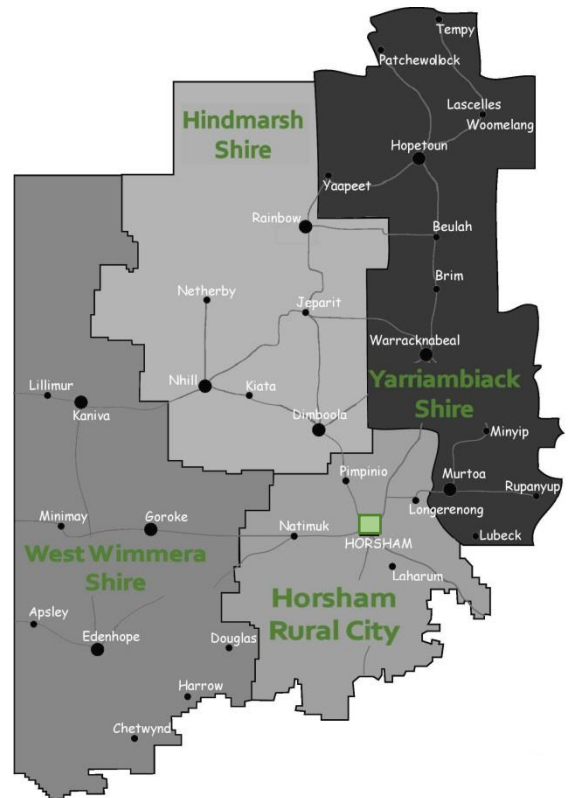 Tempy
Patchewollock
Lascelles
Woomelang
Hindmarsh
Shire
Hopetoun
Yaapeet
Rainbow
Beulah
Brim
Netherby
Jeparit
Warracknabeal
Yarriambiack
Shire
Lillimur
Kaniva
Nhill
Kiata
Dimboola
Minyip
Pimpinio
Murtoa
Rupanyup
Longerenong
Minimay
Goroke
Natimuk
HORSHAM
Lubeck
West Wimmera
Shire
Laharum
Horsham
Rural City
Apsley
Edenhope
Douglas
Harrow
Chetwynd